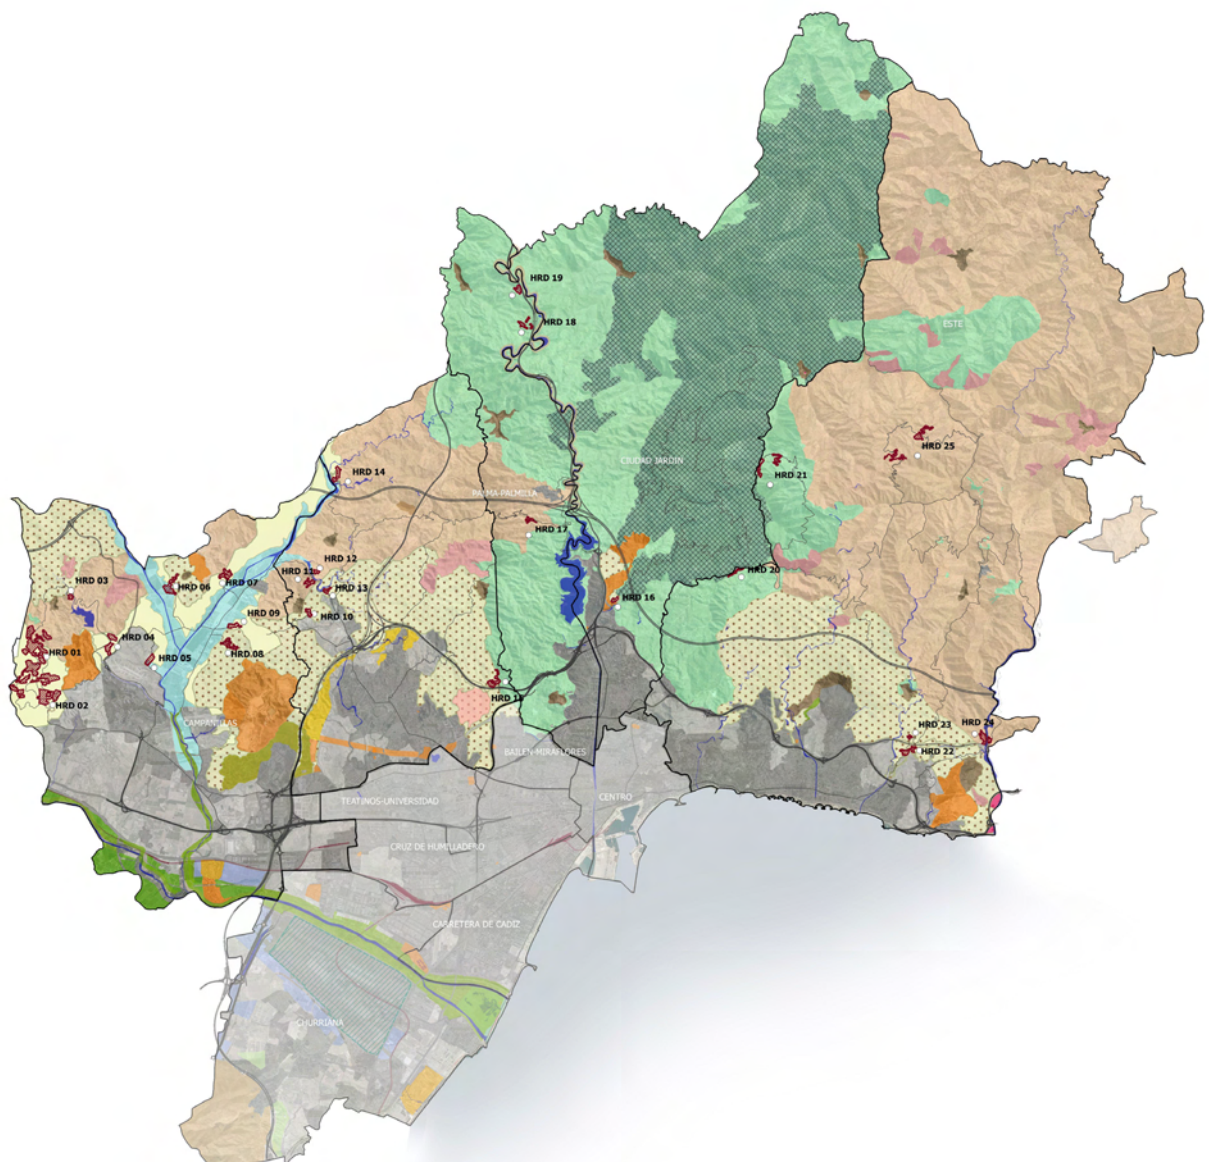 HRD 19
HRD 18
ESTE
HRD 25
CIUDAD JARDIN
HRD 14
HRD 21
PALMA-PALMILLA
HRD 17
HRD 12
HRD 11
HRD 20
HRD 03
HRD 06
HRD 07
HRD 13
HRD 16
HRD 10
HRD 09
HRD 04
HRD 01
HRD 05
HRD 08
HRD 15
HRD 02
CAMPANILLAS
HRD 23
HRD 24
BAILEN-MIRAFLORES
HRD 22
TEATINOS-UNIVERSIDAD
CENTRO
CRUZ DE HUMILLADERO
CARRETERA DE CADIZ
CHURRIANA